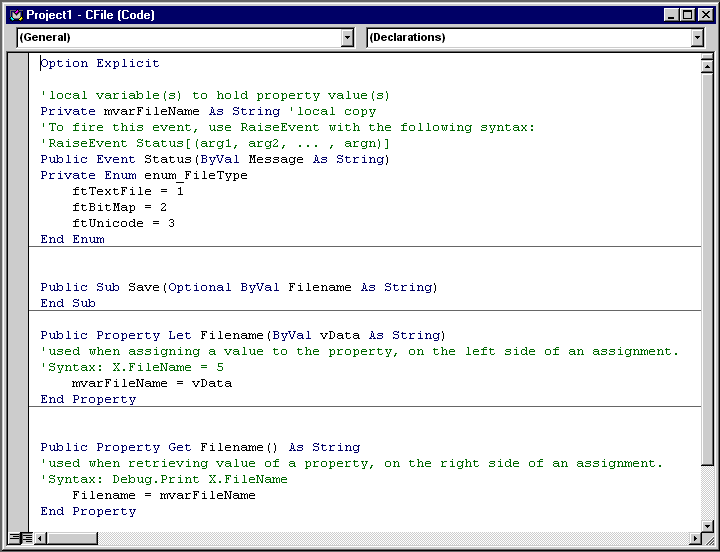 Project1 - CFile (Code)
(General) (Declarations)
Option Explicit
'local variable(s) to hold property value(s)
Private mvarFileName As String 'local copy
'To fire this event, use RaiseEvent with the following syntax:
'RaiseEvent Status[(arg1, arg2, ... , argn)]
Public Event Status(ByVal Message As String)
Private Enum enum_FileType
    ftTextFile = 1
    ftBitMap = 2
    ftUnicode = 3
End Enum
Public Sub Save(Optional ByVal Filename As String)
End Sub
Public Property Let Filename(ByVal vData As String)
'used when assigning a value to the property, on the left side of an assignment.
'Syntax: X.FileName = 5
    mvarFileName = vData
End Property
Public Property Get Filename() As String
'used when retrieving value of a property, on the right side of an assignment.
'Syntax: Debug.Print X.FileName
    Filename = mvarFileName
End Property